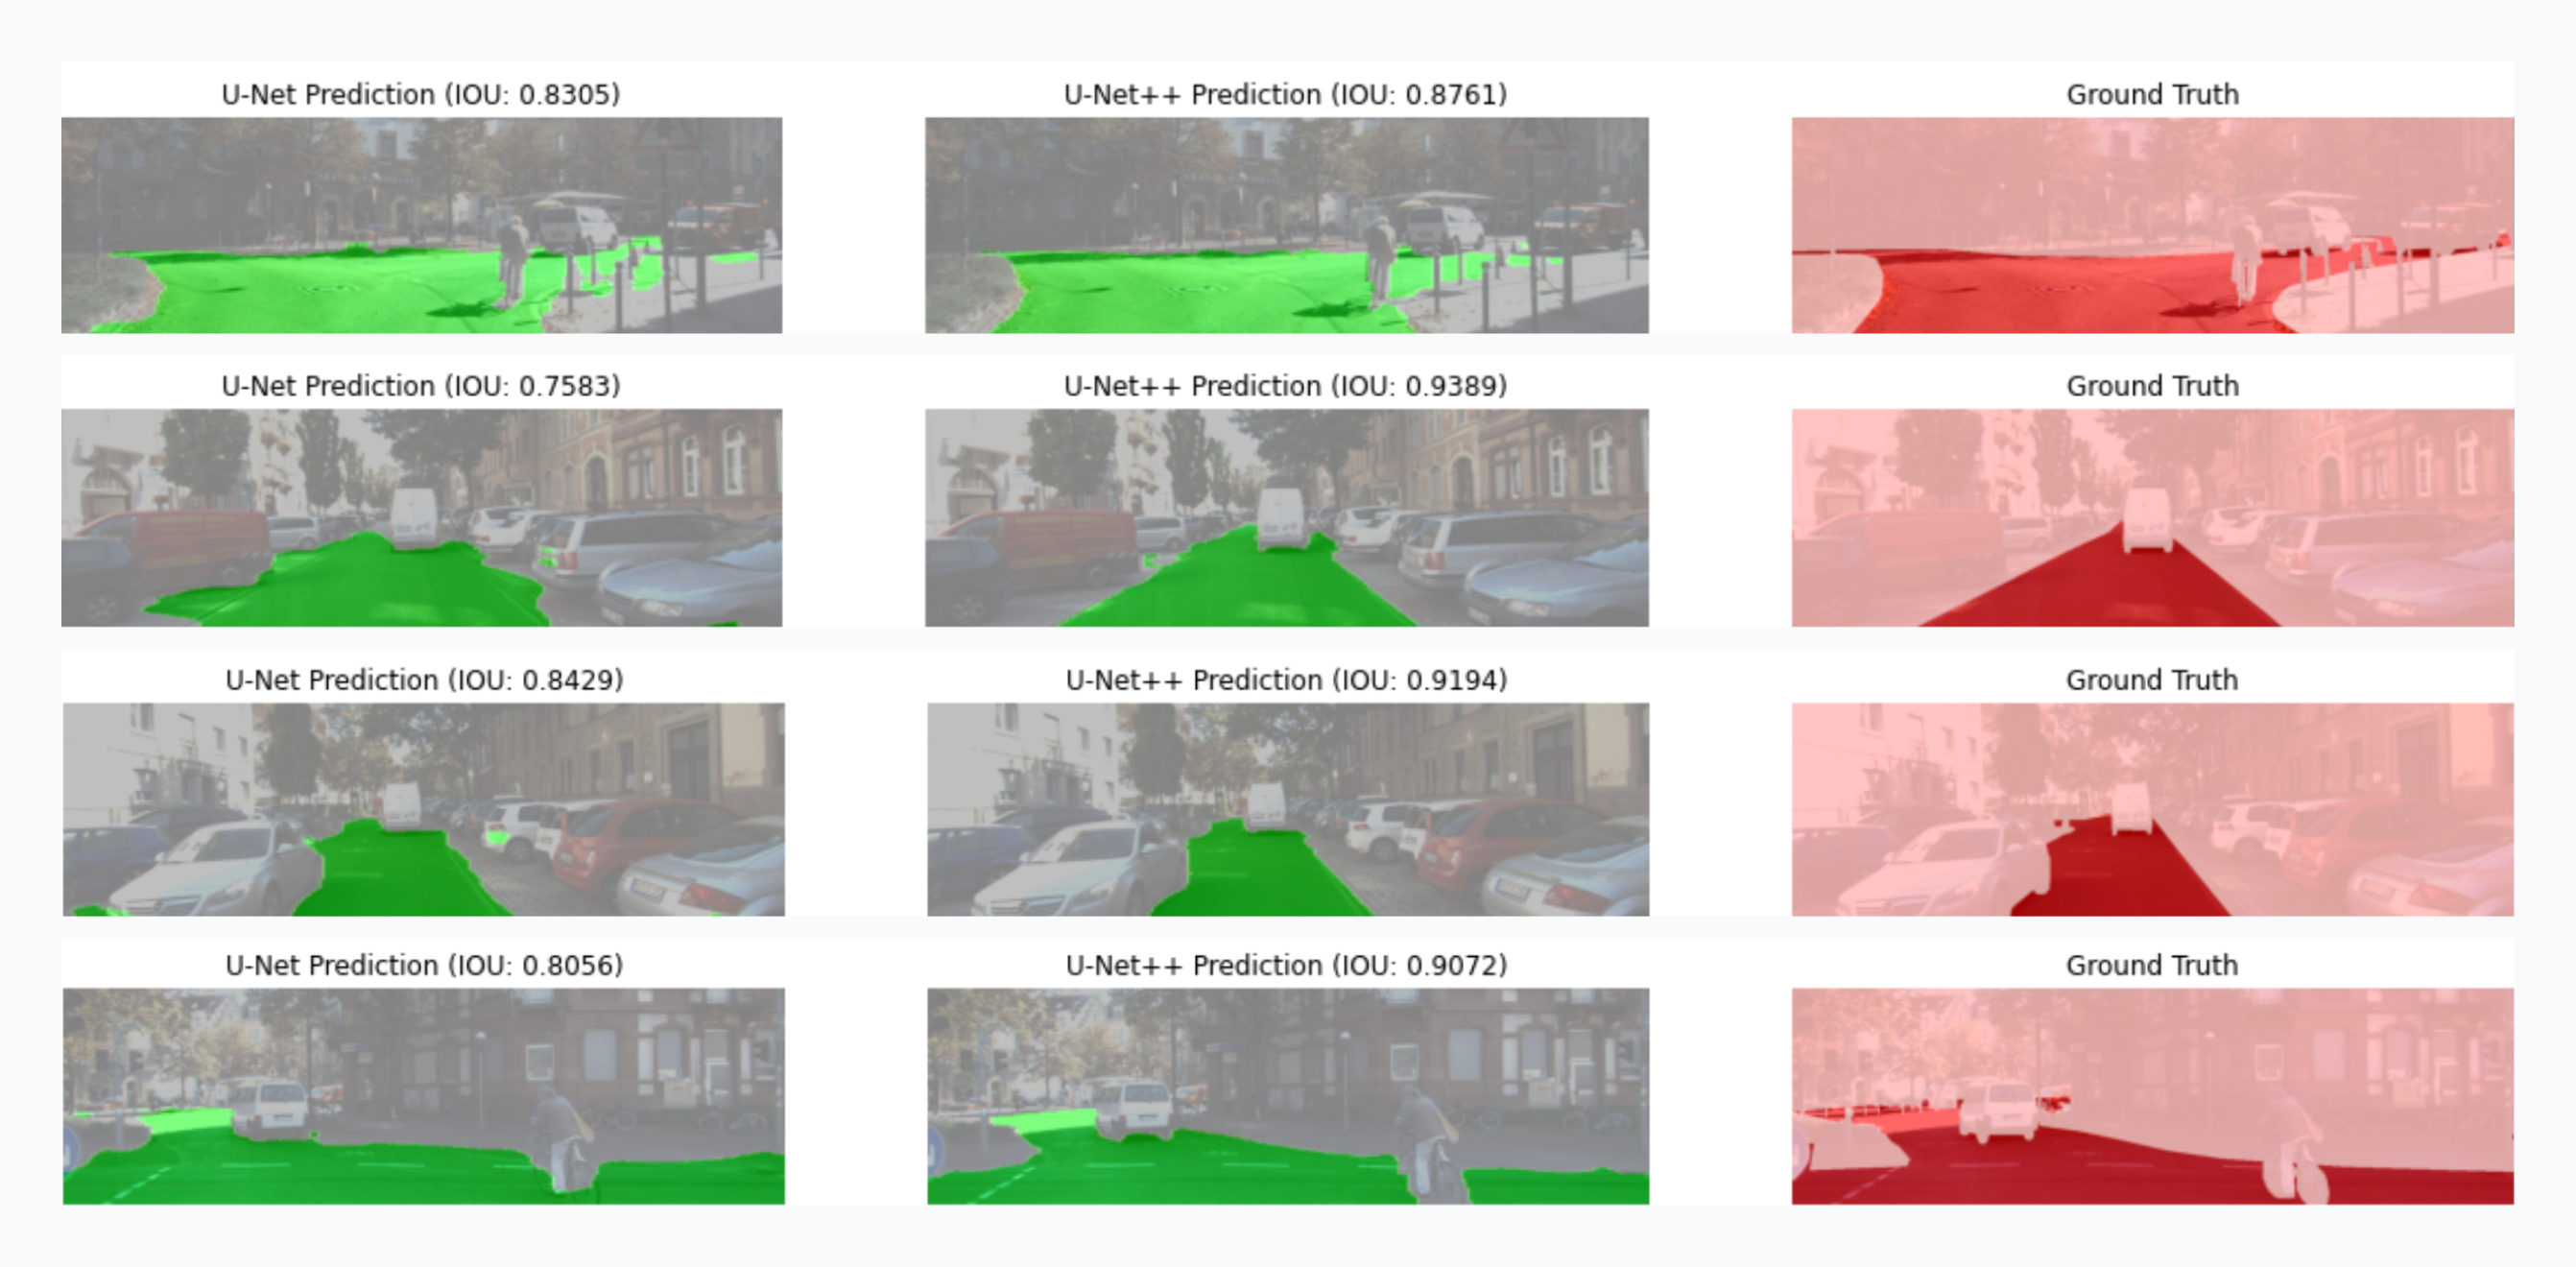 U-Net Prediction (IOU: 0.8305)
U-Net++ Prediction (IOU: 0.8761)
Ground Truth
U-Net Prediction (IOU: 0.7583)
U-Net++ Prediction (IOU: 0.9389)
Ground Truth
U-Net Prediction (IOU: 0.8429)
U-Net++ Prediction (IOU: 0.9194)
Ground Truth
U-Net Prediction (IOU: 0.8056)
U-Net++ Prediction (IOU: 0.9072)
Ground Truth